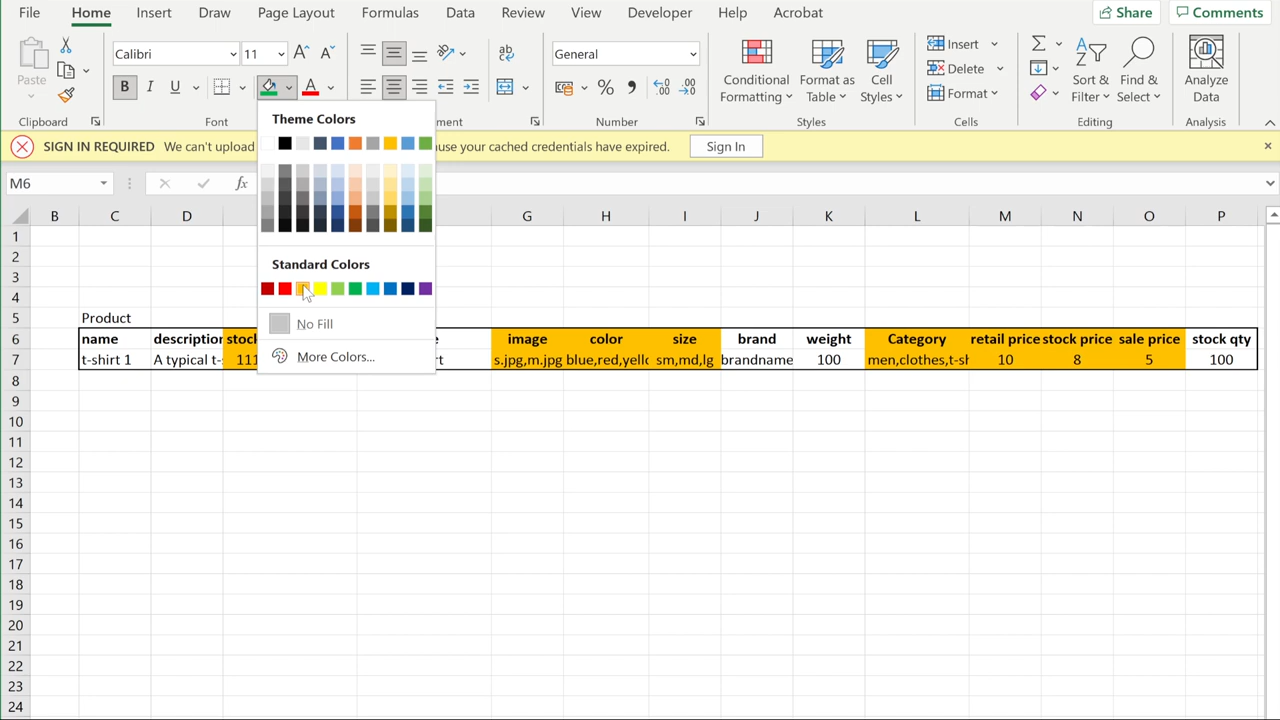 File Home Insert Draw Page Layout Formulas Data Review View Developer Help Acrobat Share Comments
Paste Calibri 11 B I U General Conditional Formatting Format as Table Cell Styles Insert Delete Format Sort & Filter Find & Select Analyze Data
Clipboard Font ment Number Styles Cells Editing Analysis
Theme Colors
SIGN IN REQUIRED We can't upload use your cached credentials have expired. Sign In
M6 fx
B C D G H I J K L M N O P
Standard Colors
No Fill
More Colors...
1
2
3
4
5 Product
6 name description stock image color size brand weight Category retail price stock price sale price stock qty
7 t-shirt 1 A typical t-s 111 rt s.jpg,m.jpg blue,red,yello sm,md,lg brandname 100 men,clothes,t-sh 10 8 5 100
8
9
10
11
12
13
14
15
16
17
18
19
20
21
22
23
24